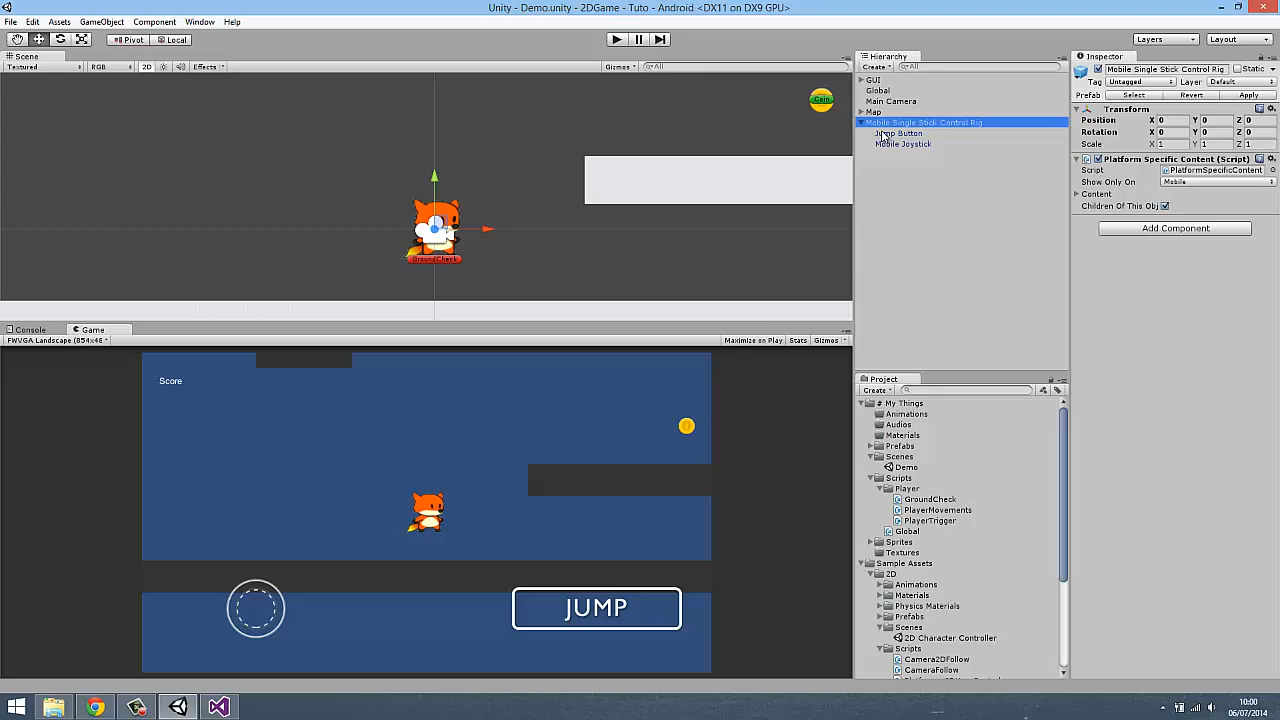 Unity - Demo.unity - 2DGame - Tuto - Android <DX11 on DX9 GPU>
File Edit Assets GameObject Component Window Help
Pivot Local Layers Layout
Scene
Textured RGB 2D Effects Gizmos All
Coin
GroundCheck
Console Game
FWVGA Landscape (854x48 Maximize on Play Stats Gizmos
Score
JUMP
Hierarchy
Create All
GUI
Global
Main Camera
Map
Mobile Single Stick Control Rig
Jump Button
Mobile Joystick
Project
Create
# My Things
Animations
Audios
Materials
Prefabs
Scenes
Demo
Scripts
Player
GroundCheck
PlayerMovements
PlayerTrigger
Global
Sprites
Textures
Sample Assets
2D
Animations
Materials
Physics Materials
Prefabs
Scenes
2D Character Controller
Scripts
Camera2DFollow
CameraFollow
Inspector
Mobile Single Stick Control Rig Static
Tag Untagged Layer Default
Prefab Select Revert Apply
Transform
Position X 0 Y 0 Z 0
Rotation X 0 Y 0 Z 0
Scale X 1 Y 1 Z 1
Platform Specific Content (Script)
Script PlatformSpecificContent
Show Only On Mobile
Content
Children Of This Obj
Add Component
10:00
06/07/2014